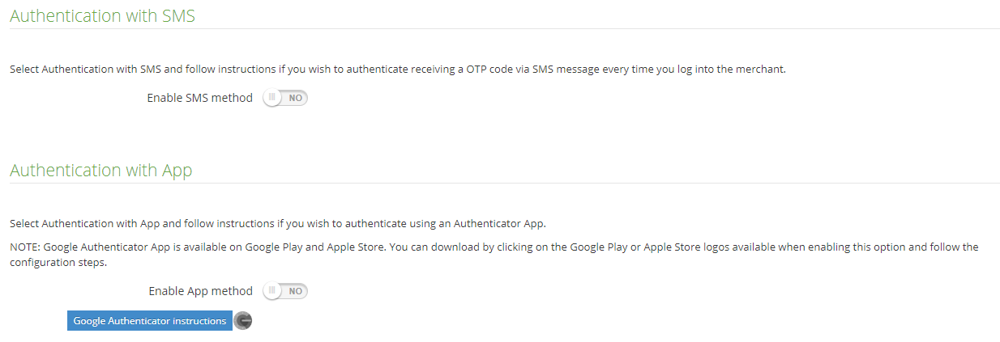 Authentication with SMS
Select Authentication with SMS and follow instructions if you wish to authenticate receiving a OTP code via SMS message every time you log into the merchant.
Enable SMS method NO
Authentication with App
Select Authentication with App and follow instructions if you wish to authenticate using an Authenticator App.
NOTE: Google Authenticator App is available on Google Play and Apple Store. You can download by clicking on the Google Play or Apple Store logos available when enabling this option and follow the
configuration steps.
Enable App method NO
Google Authenticator instructions